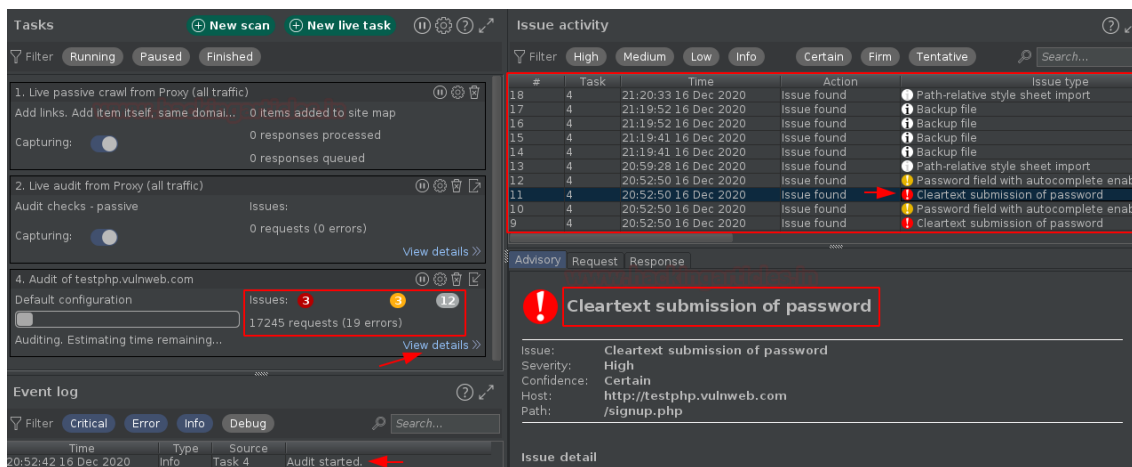 Tasks
New scan
New live task
Filter Running Paused Finished
1. Live passive crawl from Proxy (all traffic)
Add links. Add item itself, same domai... 0 items added to site map
0 responses processed
Capturing:
0 responses queued
2. Live audit from Proxy (all traffic)
Audit checks - passive Issues:
0 requests (0 errors)
Capturing:
View details
4. Audit of testphp.vulnweb.com
Default configuration Issues: 3 3 12
17245 requests (19 errors)
Auditing. Estimating time remaining...
View details
Event log
Filter Critical Error Info Debug Search...
Time Type Source
20:52:42 16 Dec 2020 Info Task 4 Audit started.
Issue activity
Filter High Medium Low Info Certain Firm Tentative Search...
# Task Time Action Issue type
18 4 21:20:33 16 Dec 2020 Issue found Path-relative style sheet import
17 4 21:19:52 16 Dec 2020 Issue found Backup file
16 4 21:19:52 16 Dec 2020 Issue found Backup file
15 4 21:19:41 16 Dec 2020 Issue found Backup file
14 4 21:19:41 16 Dec 2020 Issue found Backup file
13 4 20:59:28 16 Dec 2020 Issue found Path-relative style sheet import
12 4 20:52:50 16 Dec 2020 Issue found Password field with autocomplete enab
11 4 20:52:50 16 Dec 2020 Issue found Cleartext submission of password
10 4 20:52:50 16 Dec 2020 Issue found Password field with autocomplete enab
9 4 20:52:50 16 Dec 2020 Issue found Cleartext submission of password
Advisory Request Response
Cleartext submission of password
Issue: Cleartext submission of password
Severity: High
Confidence: Certain
Host: http://testphp.vulnweb.com
Path: /signup.php
Issue detail